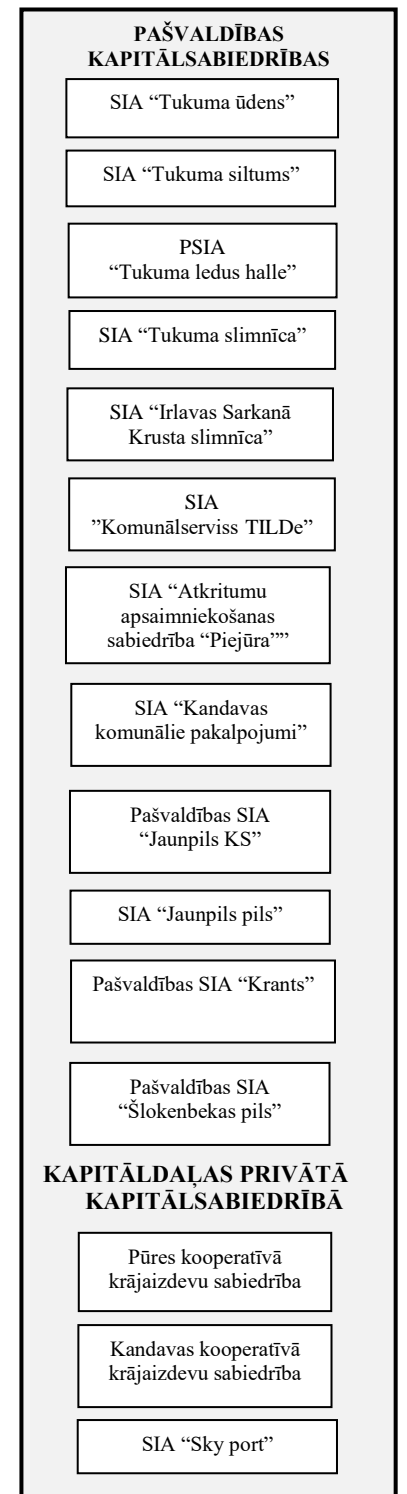 PAŠVALDĪBAS
KAPITĀLSABIEDRĪBAS
SIA “Tukuma ūdens”
SIA “Tukuma siltums”
PSIA
“Tukuma ledus halle”
SIA “Tukuma slimnīca”
SIA “Irlavas Sarkanā
Krusta slimnīca”
SIA
”Komunālserviss TILDe”
SIA “Atkritumu
apsaimniekošanas
sabiedrība “Piejūra””
SIA “Kandavas
komunālie pakalpojumi”
Pašvaldības SIA
“Jaunpils KS”
SIA “Jaunpils pils”
Pašvaldības SIA “Krants”
Pašvaldības SIA
“Šlokenbekas pils”
KAPITĀLDAĻAS PRIVĀTĀ
KAPITĀLSABIEDRĪBĀ
Pūres kooperatīvā
krājaizdevu sabiedrība
Kandavas kooperatīvā
krājaizdevu sabiedrība
SIA “Sky port”